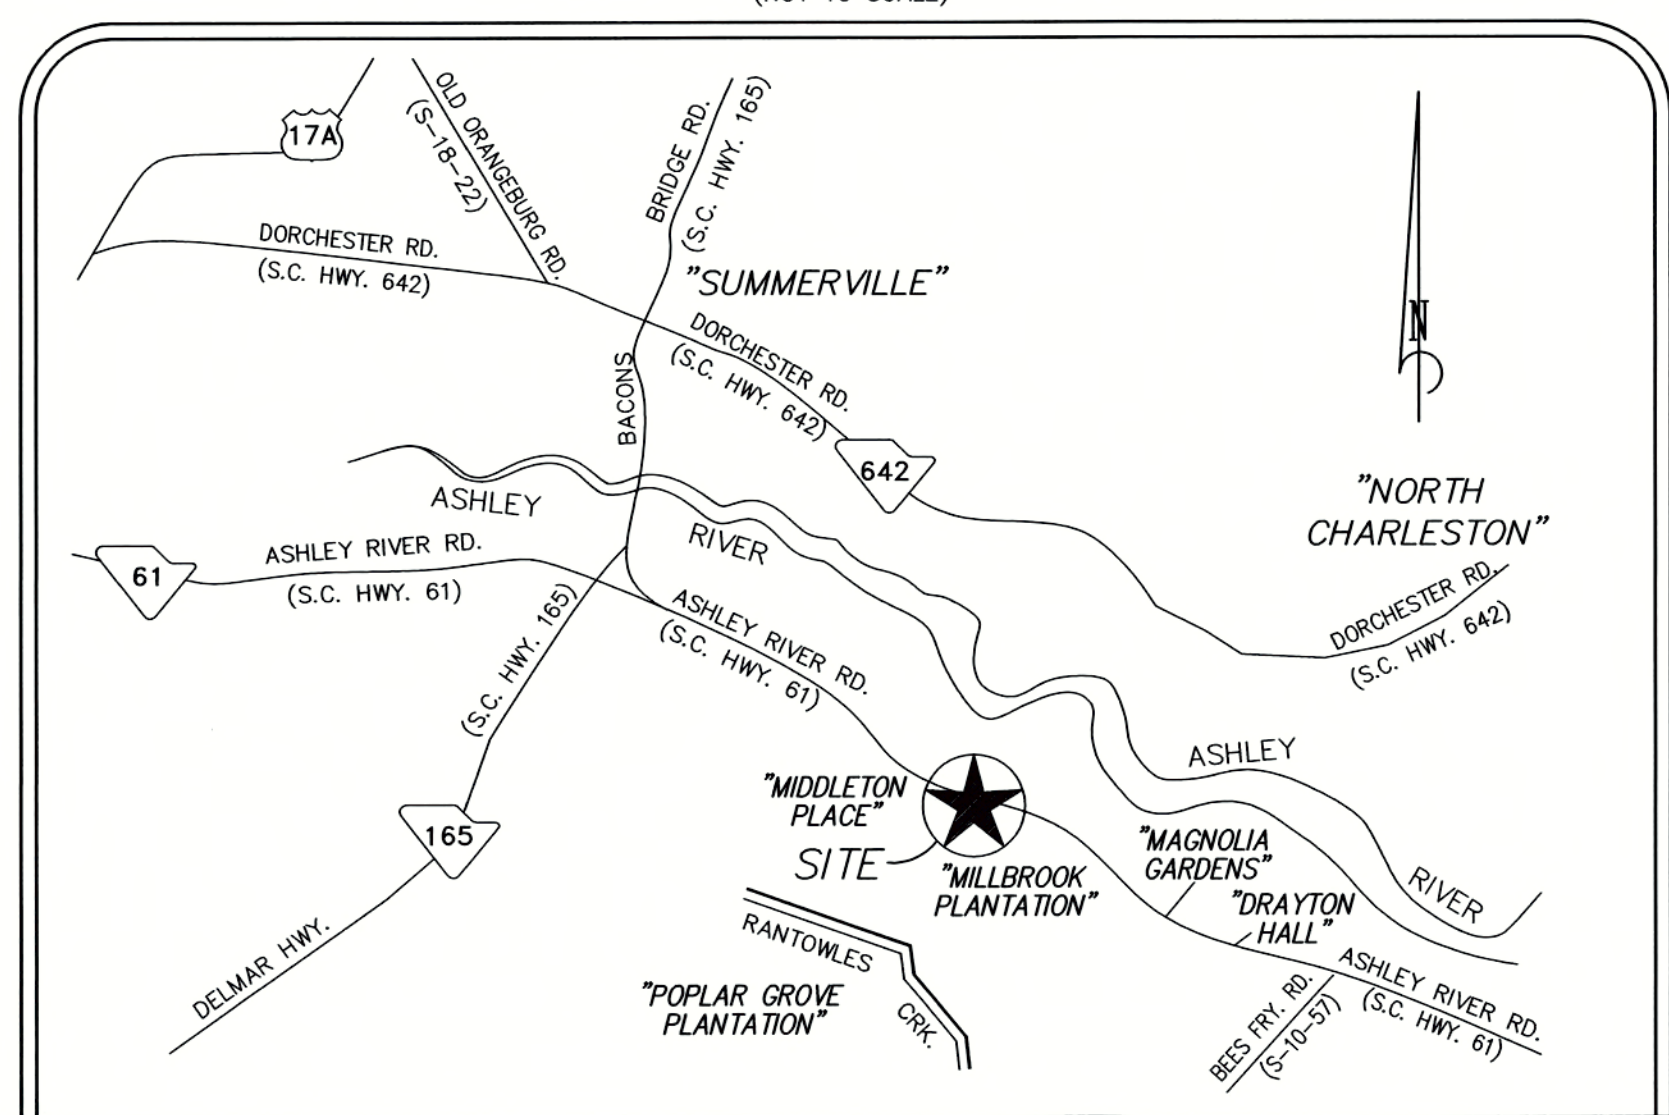 (NOT TO SCALE)
17A
OLD ORANGEBURG RD.
(S-18-22)
BRIDGE RD.
(S.C. HWY. 165)
DORCHESTER RD.
(S.C. HWY. 642)
"SUMMERVILLE"
N
DORCHESTER RD.
(S.C. HWY. 642)
BACONS
642
ASHLEY
RIVER
"NORTH
CHARLESTON"
61
ASHLEY RIVER RD.
(S.C. HWY. 61)
DORCHESTER RD.
(S.C. HWY. 642)
(S.C. HWY. 165)
ASHLEY RIVER RD.
(S.C. HWY. 61)
ASHLEY
RIVER
"MIDDLETON
PLACE"
SITE
165
"MILLBROOK
PLANTATION"
"MAGNOLIA
GARDENS"
"DRAYTON
HALL"
DELMAR HWY.
RANTOWLES
CRK.
"POPLAR GROVE
PLANTATION"
BEES FRY. RD.
(S-10-57)
ASHLEY RIVER RD.
(S.C. HWY. 61)